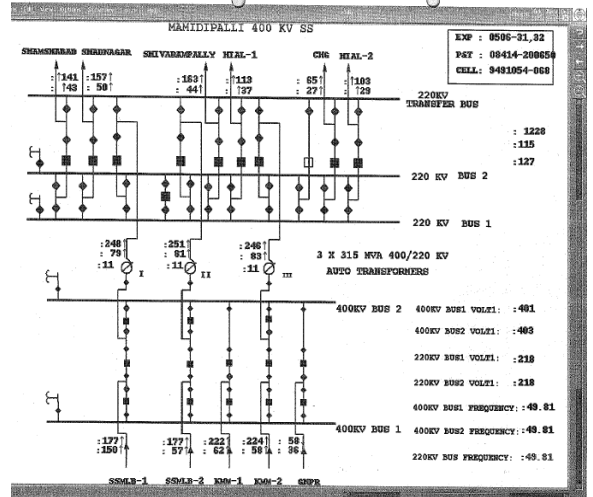 MAMIDIPALLI 400 KV SS
EXP : 0506-31,32
P&T : 08414-200650
CELL: 9491054-068
SHAMSHABAD SHADNAGAR SHIVARAMPALLY HIAL-1 CHG HIAL-2
:↑141 :157↑ :163↑ :↑113 65↑ :↑103
:↑43 : 50↑ : 44↑ :↑37 27↑ :↑29
220KV
TRANSFER BUS
: 1228
:115
:127
220 KV BUS 2
220 KV BUS 1
:248↑ :251↑ :246↑
: 79↑ : 81 : 83↑
:11 I :11 II :11 III
3 X 315 MVA 400/220 KV
AUTO TRANSFORMERS
400KV BUS 2
400KV BUS1 VOLT1: :401
400KV BUS2 VOLT1: :403
220KV BUS1 VOLT1: :218
220KV BUS2 VOLT1: :218
400KV BUS1 FREQUENCY: :49.81
400KV BUS 1
400KV BUS2 FREQUENCY: :49.81
220KV BUS FREQUENCY: :49.81
:177↑ :177↑ :222↑ :224↑ : 58
:150↑ : 57↑ : 62↑ : 58↑ : 36
SSMLB-1 SSMLB-2 KMM-1 KMM-2 GNPR